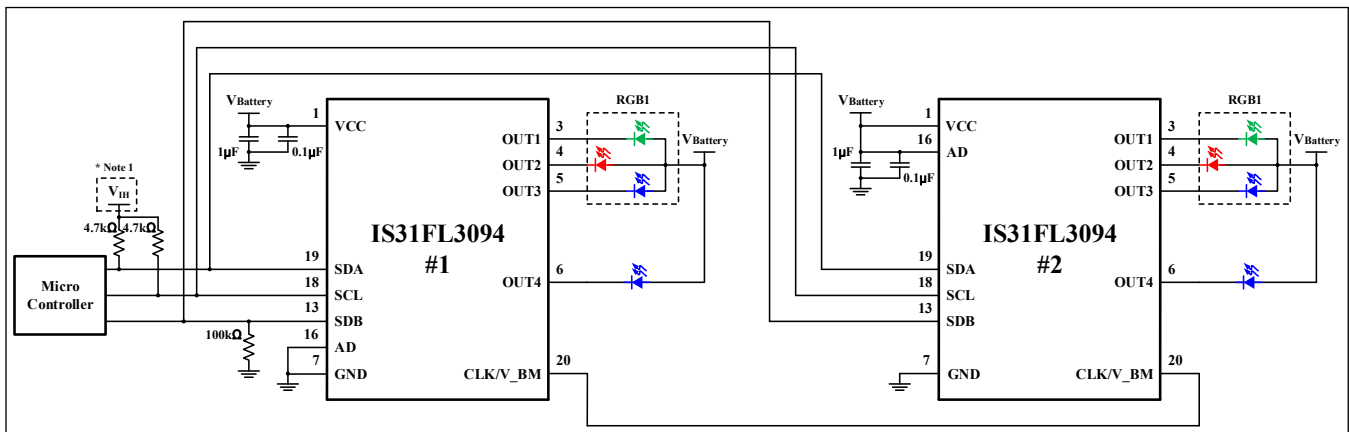 * Note 1
VIH
4.7kΩ 4.7kΩ
Micro
Controller
100kΩ
VBattery
1μF
0.1μF
1
VCC
19
SDA
18
SCL
13
SDB
16
AD
7
GND
IS31FL3094
#1
3
OUT1
4
OUT2
5
OUT3
6
OUT4
20
CLK/V_BM
RGB1
VBattery
VBattery
1μF
0.1μF
1
VCC
16
AD
19
SDA
18
SCL
13
SDB
7
GND
IS31FL3094
#2
3
OUT1
4
OUT2
5
OUT3
6
OUT4
20
CLK/V_BM
RGB1
VBattery